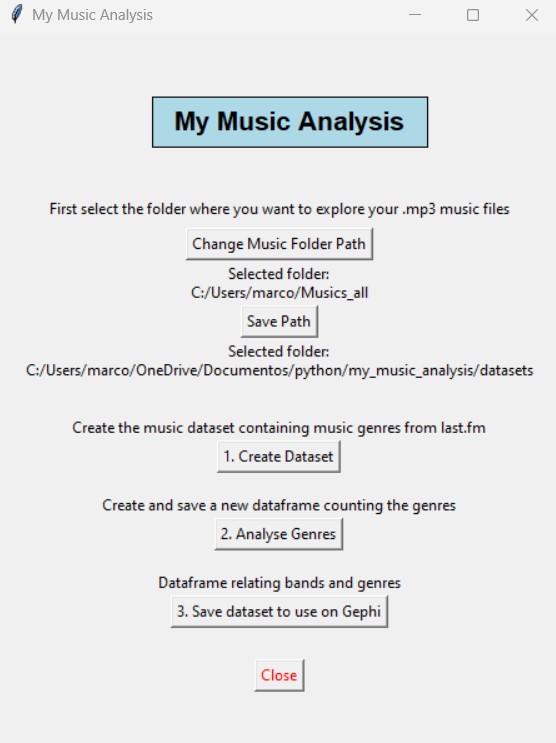 My Music Analysis
My Music Analysis
First select the folder where you want to explore your .mp3 music files
Change Music Folder Path
Selected folder:
C:/Users/marco/Musics_all
Save Path
Selected folder:
C:/Users/marco/OneDrive/Documentos/python/my_music_analysis/datasets
Create the music dataset containing music genres from last.fm
1. Create Dataset
Create and save a new dataframe counting the genres
2. Analyse Genres
Dataframe relating bands and genres
3. Save dataset to use on Gephi
Close